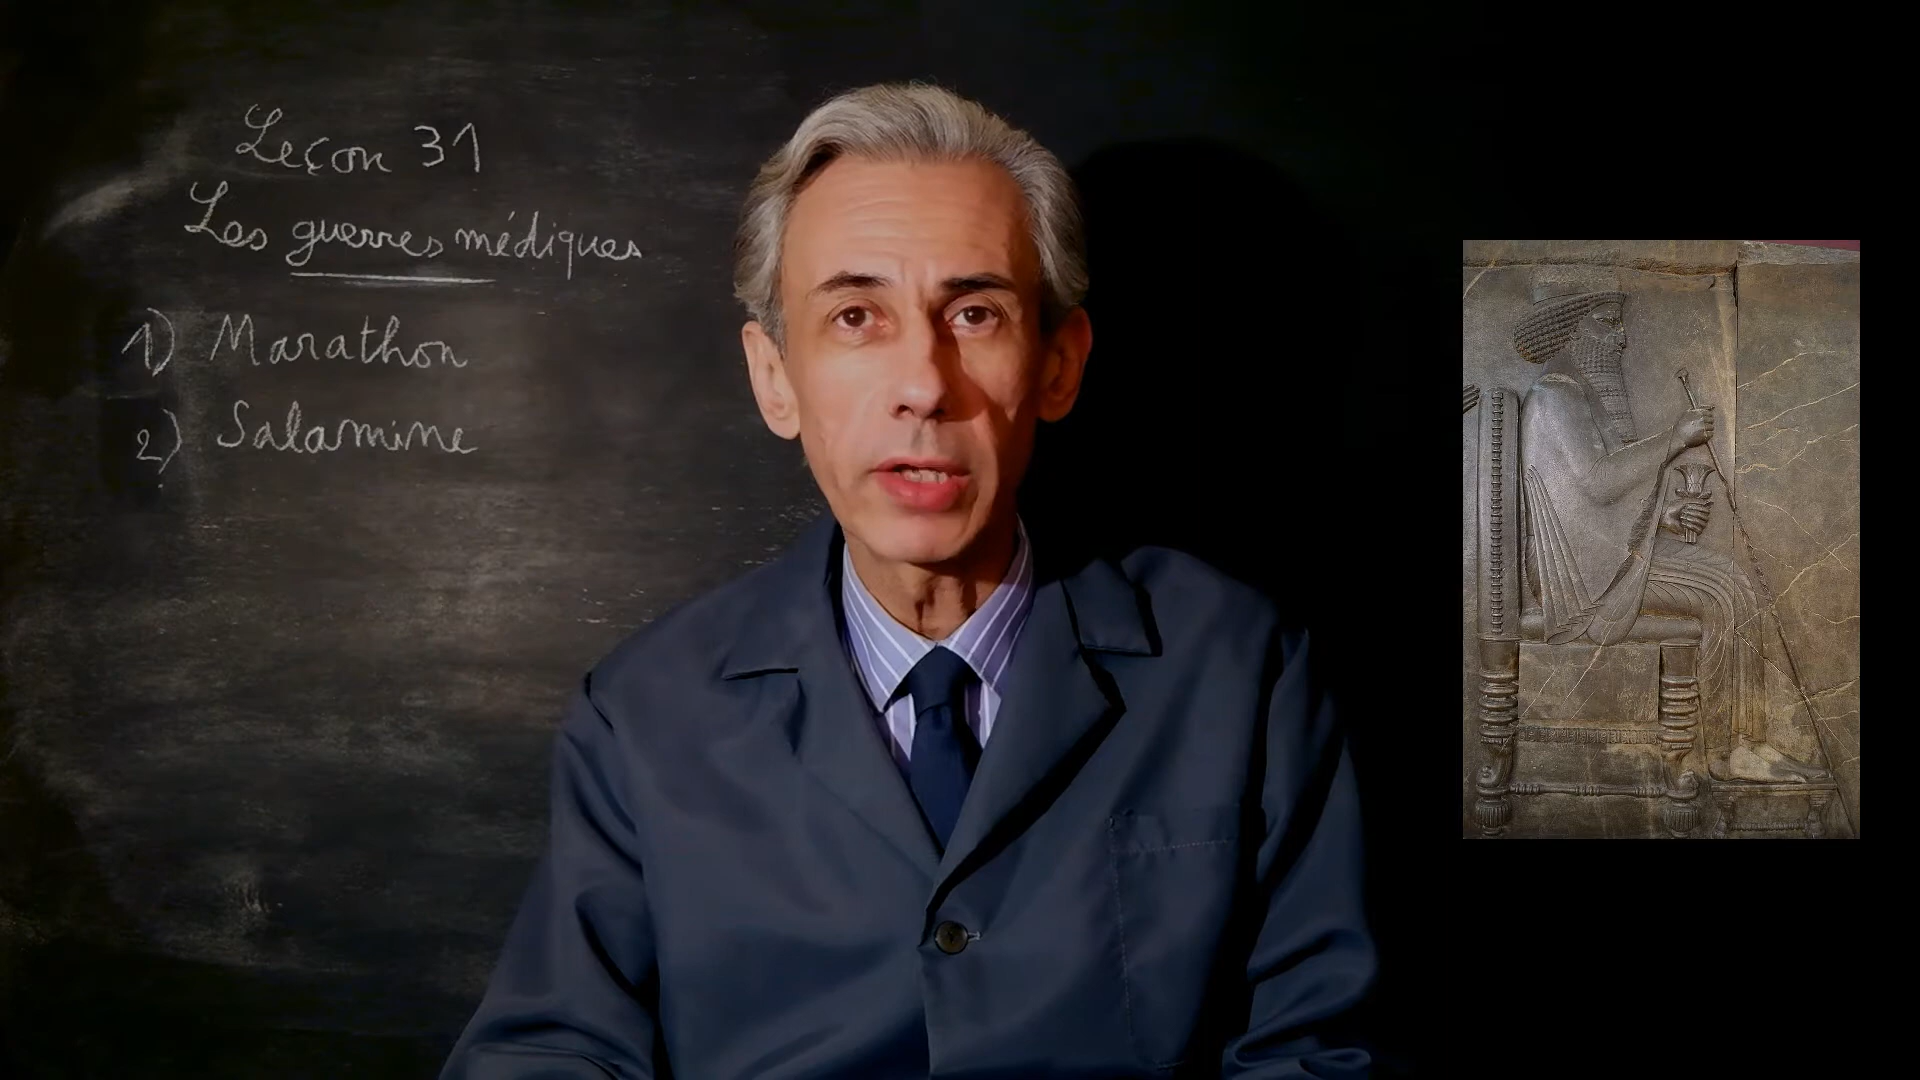 Leçon 31
Les guerres médiques
1) Marathon
2) Salamine